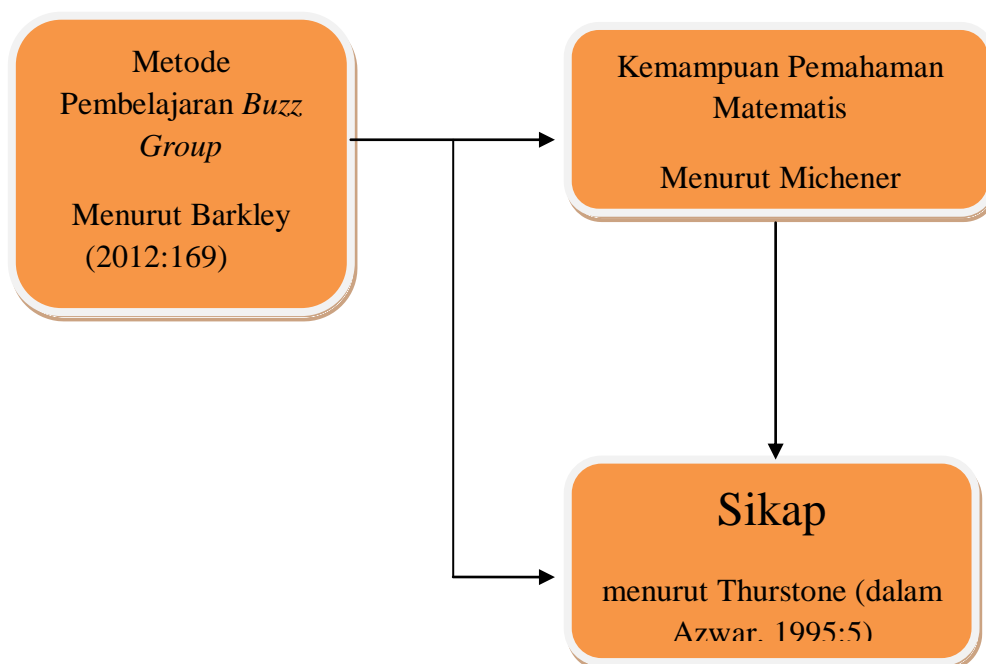 Metode
Pembelajaran Buzz
Group
Menurut Barkley
(2012:169)
Kemampuan Pemahaman
Matematis
Menurut Michener
Sikap
menurut Thurstone (dalam
Azwar, 1995:5)